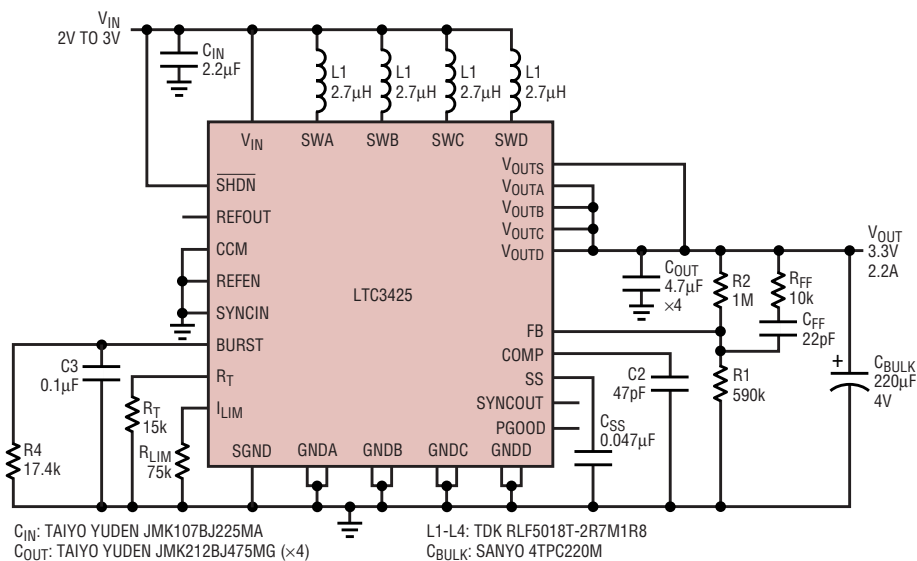 VIN
2V TO 3V
CIN
2.2µF
L1
2.7µH
L1
2.7µH
L1
2.7µH
L1
2.7µH
VIN
SWA
SWB
SWC
SWD
SHDN
REFOUT
CCM
REFEN
SYNCIN
BURST
RT
ILIM
LTC3425
VOUTS
VOUTA
VOUTB
VOUTC
VOUTD
FB
COMP
SS
SYNCOUT
PGOOD
SGND
GNDA
GNDB
GNDC
GNDD
VOUT
3.3V
2.2A
COUT
4.7µF
×4
R2
1M
RFF
10k
CFF
22pF
R1
590k
+
CBULK
220µF
4V
C2
47pF
CSS
0.047µF
C3
0.1µF
RT
15k
RLIM
75k
R4
17.4k
CIN: TAIYO YUDEN JMK107BJ225MA
COUT: TAIYO YUDEN JMK212BJ475MG (×4)
L1-L4: TDK RLF5018T-2R7M1R8
CBULK: SANYO 4TPC220M